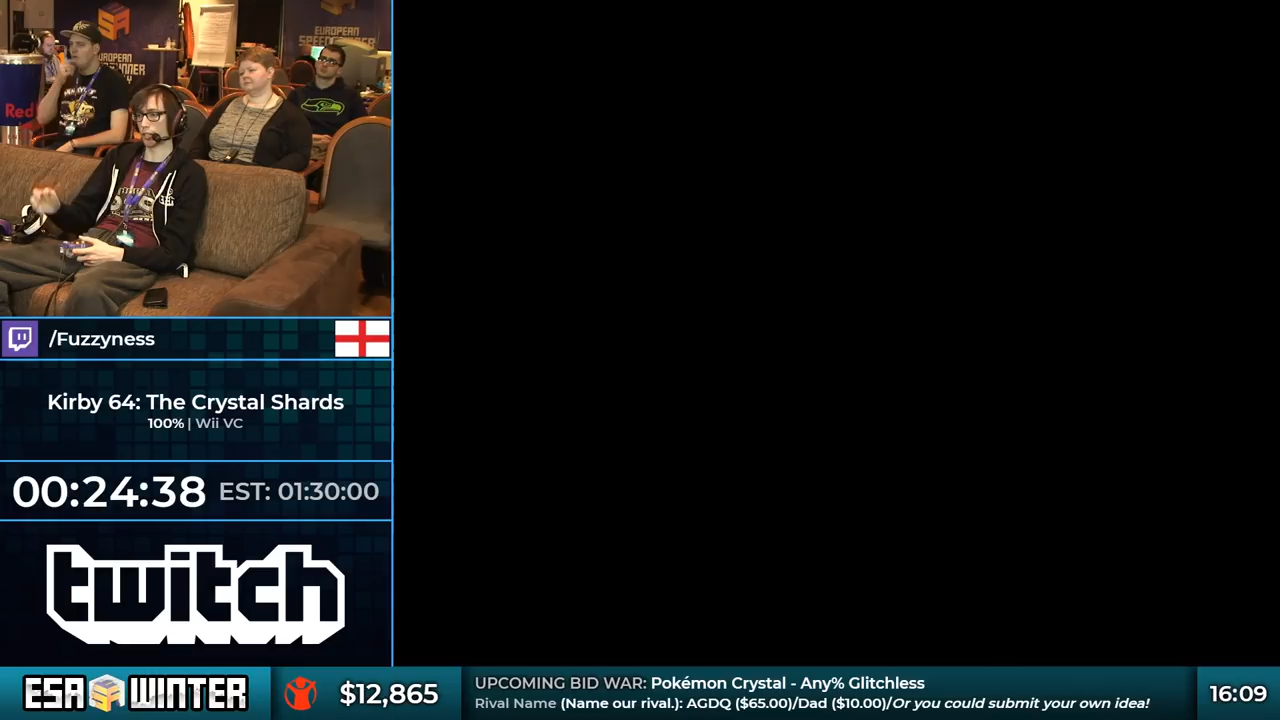 EUROPEAN
Red
/Fuzzyness
Kirby 64: The Crystal Shards
100% | Wii VC
00:24:38 EST: 01:30:00
twitch
ESA WINTER
$12,865
UPCOMING BID WAR: Pokémon Crystal - Any% Glitchless
Rival Name (Name our rival.): AGDQ ($65.00)/Dad ($10.00)/Or you could submit your own idea!
16:09